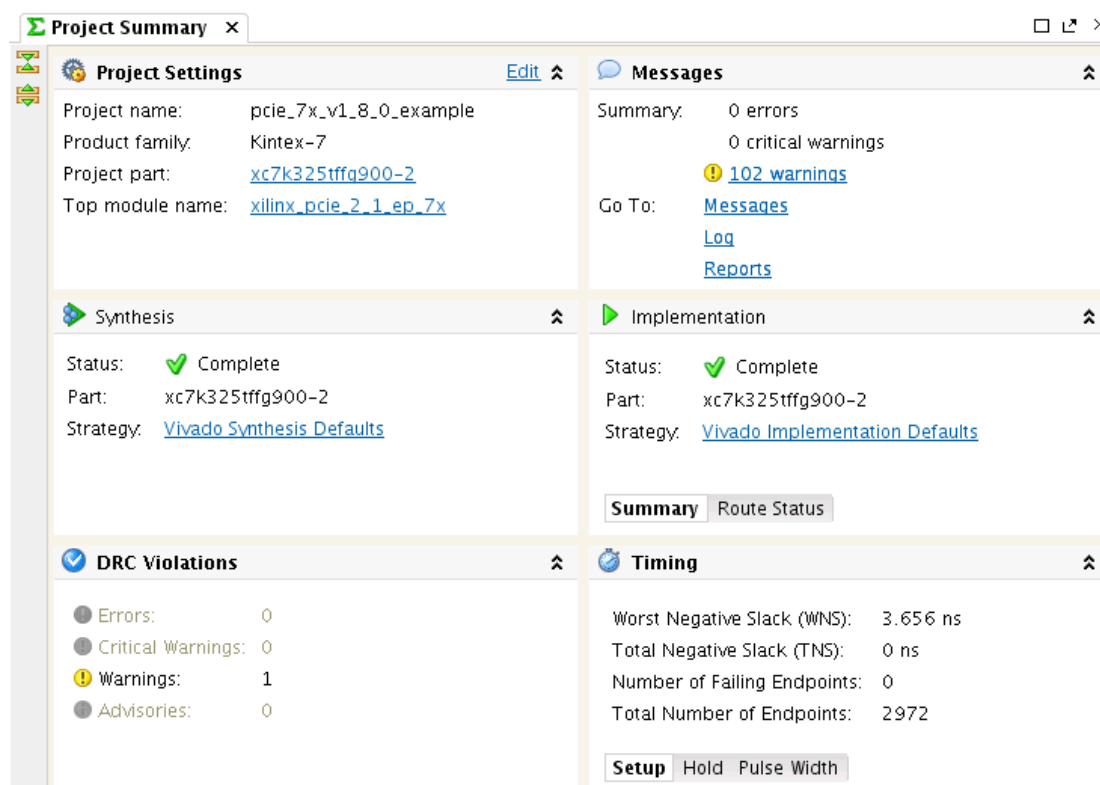 Project Summary
Project Settings Edit
Project name: pcie_7x_v1_8_0_example
Product family: Kintex-7
Project part: xc7k325tffg900-2
Top module name: xilinx_pcie_2_1_ep_7x
Messages
Summary: 0 errors
0 critical warnings
102 warnings
Go To: Messages
Log
Reports
Synthesis
Status: Complete
Part: xc7k325tffg900-2
Strategy: Vivado Synthesis Defaults
Implementation
Status: Complete
Part: xc7k325tffg900-2
Strategy: Vivado Implementation Defaults
Summary Route Status
DRC Violations
Errors: 0
Critical Warnings: 0
Warnings: 1
Advisories: 0
Timing
Worst Negative Slack (WNS): 3.656 ns
Total Negative Slack (TNS): 0 ns
Number of Failing Endpoints: 0
Total Number of Endpoints: 2972
Setup Hold Pulse Width